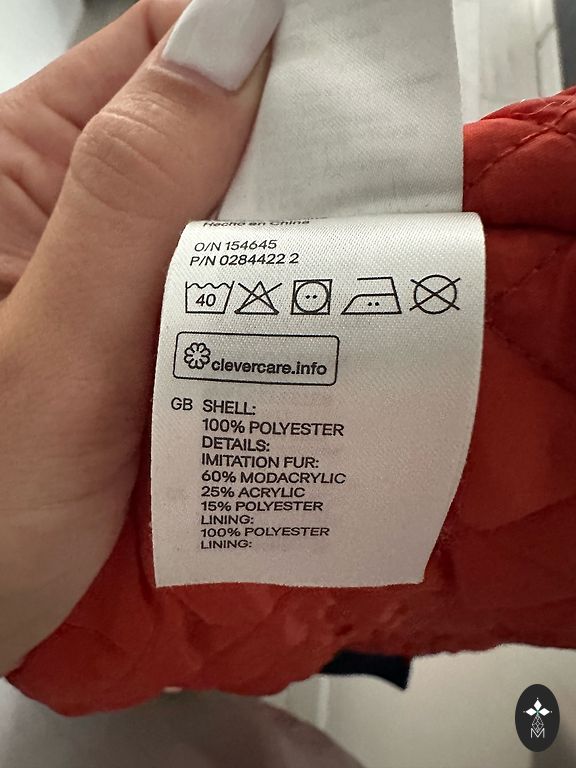 Hecho en China
O/N 154645
P/N 0284422 2
40
clevercare.info
GB SHELL:
100% POLYESTER
DETAILS:
IMITATION FUR:
60% MODACRYLIC
25% ACRYLIC
15% POLYESTER
LINING:
100% POLYESTER
LINING:
M